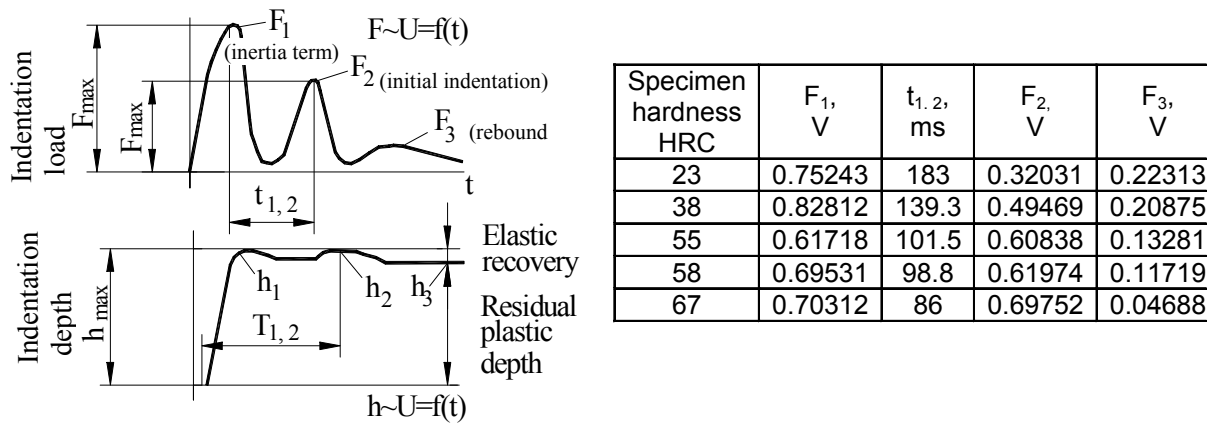 Indentation
load
Fmax
Fmax
F1
(inertia term)
F~U=f(t)
F2 (initial indentation)
F3 (rebound
t
t1, 2
Indentation
depth
hmax
h1
h2
h3
T1, 2
Elastic
recovery
Residual
plastic
depth
h~U=f(t)
Specimen
hardness
HRC
F1,
V
t1. 2,
ms
F2,
V
F3,
V
23 0.75243 183 0.32031 0.22313
38 0.82812 139.3 0.49469 0.20875
55 0.61718 101.5 0.60838 0.13281
58 0.69531 98.8 0.61974 0.11719
67 0.70312 86 0.69752 0.04688